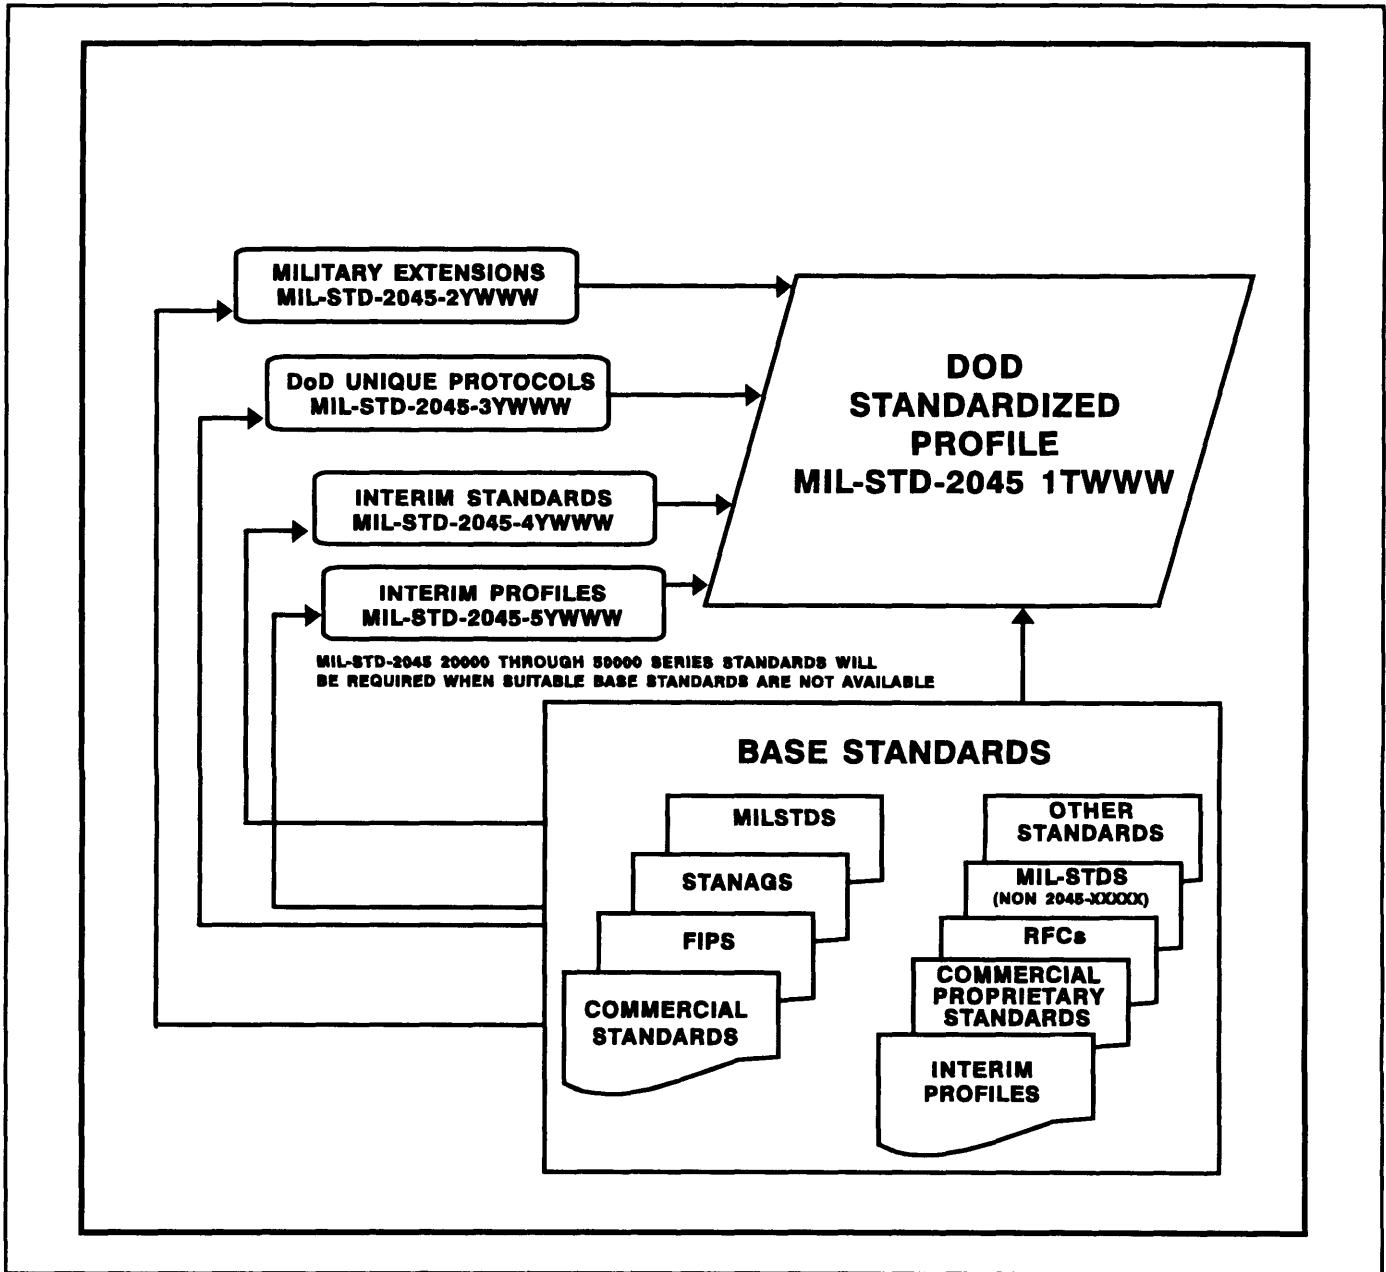 MILITARY EXTENSIONS
MIL-STD-2045-2YWWW
DoD UNIQUE PROTOCOLS
MIL-STD-2045-3YWWW
INTERIM STANDARDS
MIL-STD-2045-4YWWW
INTERIM PROFILES
MIL-STD-2045-5YWWW
DOD
STANDARDIZED
PROFILE
MIL-STD-2045 1TWWW
MIL-STD-2045 20000 THROUGH 50000 SERIES STANDARDS WILL
BE REQUIRED WHEN SUITABLE BASE STANDARDS ARE NOT AVAILABLE
BASE STANDARDS
MILSTDS
STANAGS
FIPS
COMMERCIAL
STANDARDS
OTHER
STANDARDS
MIL-STDS
(NON 2045-XXXXX)
RFCs
COMMERCIAL
PROPRIETARY
STANDARDS
INTERIM
PROFILES